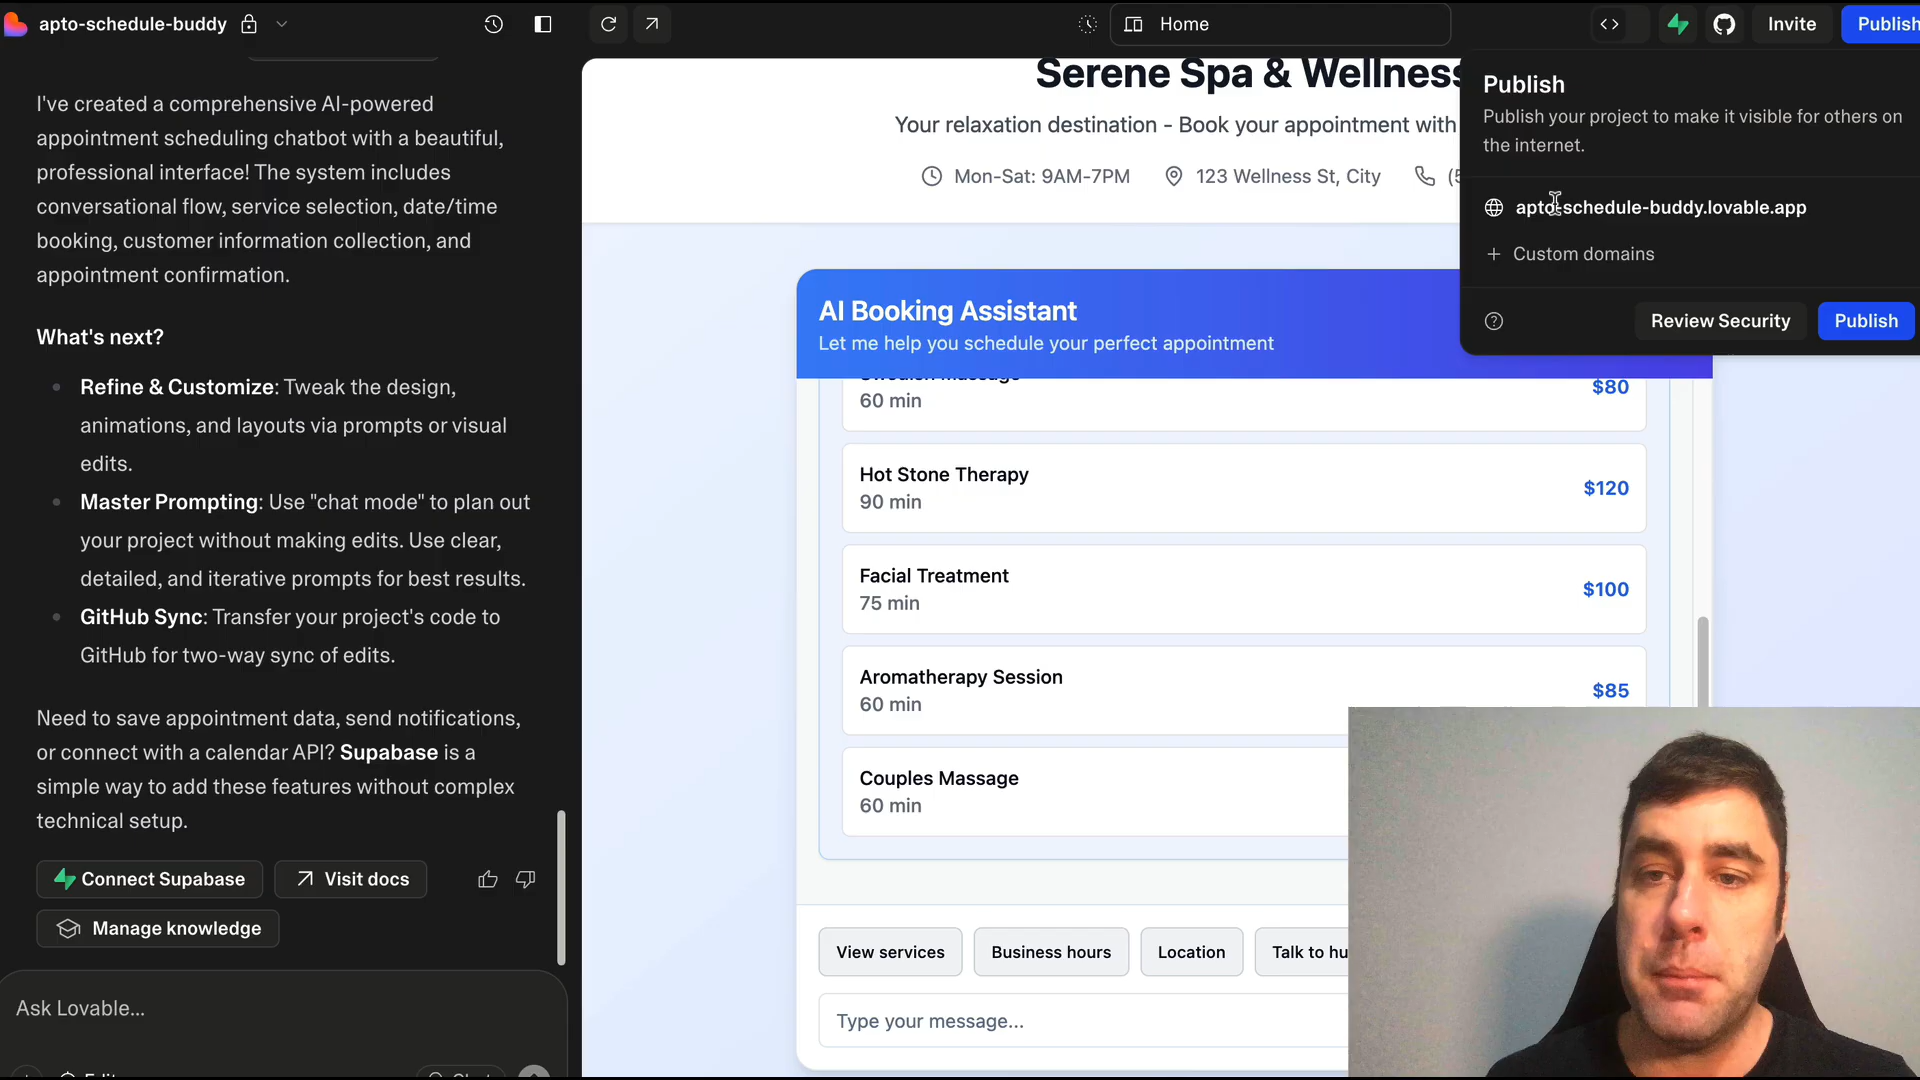 apto-schedule-buddy
Home
Invite
Publish
I've created a comprehensive AI-powered
appointment scheduling chatbot with a beautiful,
professional interface! The system includes
conversational flow, service selection, date/time
booking, customer information collection, and
appointment confirmation.
What's next?
Refine & Customize: Tweak the design,
animations, and layouts via prompts or visual
edits.
Master Prompting: Use "chat mode" to plan out
your project without making edits. Use clear,
detailed, and iterative prompts for best results.
GitHub Sync: Transfer your project's code to
GitHub for two-way sync of edits.
Need to save appointment data, send notifications,
or connect with a calendar API? Supabase is a
simple way to add these features without complex
technical setup.
Connect Supabase
Visit docs
Manage knowledge
Ask Lovable...
Serene Spa & Wellness
Your relaxation destination - Book your appointment with
Mon-Sat: 9AM-7PM
123 Wellness St, City
(5
AI Booking Assistant
Let me help you schedule your perfect appointment
Swedish Massage
60 min
$80
Hot Stone Therapy
90 min
$120
Facial Treatment
75 min
$100
Aromatherapy Session
60 min
$85
Couples Massage
60 min
View services
Business hours
Location
Talk to hu
Type your message...
Publish
Publish your project to make it visible for others on
the internet.
apto-schedule-buddy.lovable.app
Custom domains
Review Security
Publish